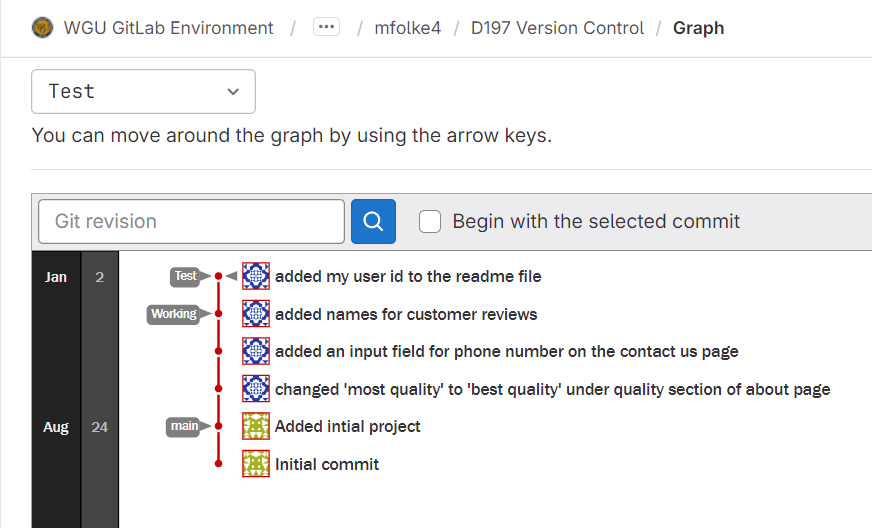 WGU GitLab Environment / ... / mfolke4 / D197 Version Control / Graph
Test
You can move around the graph by using the arrow keys.
Git revision
Begin with the selected commit
Jan 2 Test added my user id to the readme file
Working added names for customer reviews
added an input field for phone number on the contact us page
changed 'most quality' to 'best quality' under quality section of about page
Aug 24 main Added intial project
Initial commit